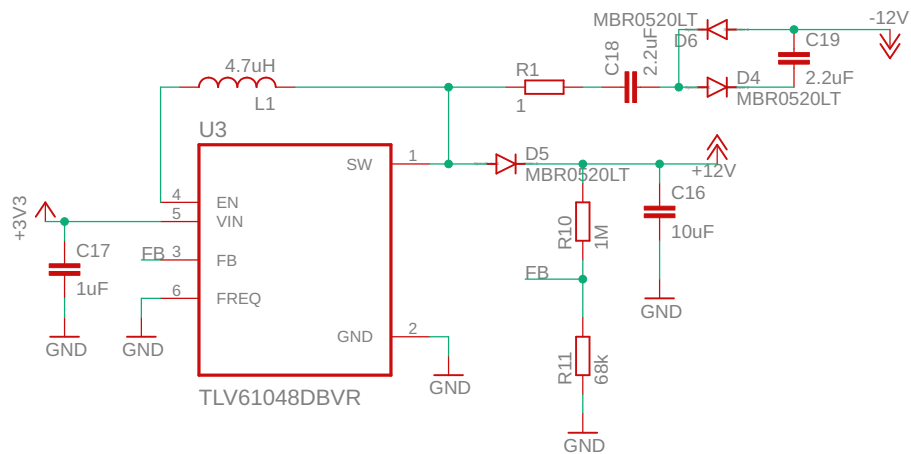 MBR0520LT
-12V
D6
C18
2.2uF
C19
4.7uH
R1
D4
2.2uF
L1
1
MBR0520LT
U3
SW
1
D5
+12V
MBR0520LT
4
EN
C16
+3V3
5
VIN
R10
1M
10uF
C17
FB
3
FB
FB
1uF
6
FREQ
GND
GND
2
GND
GND
R11
68k
GND
TLV61048DBVR
GND